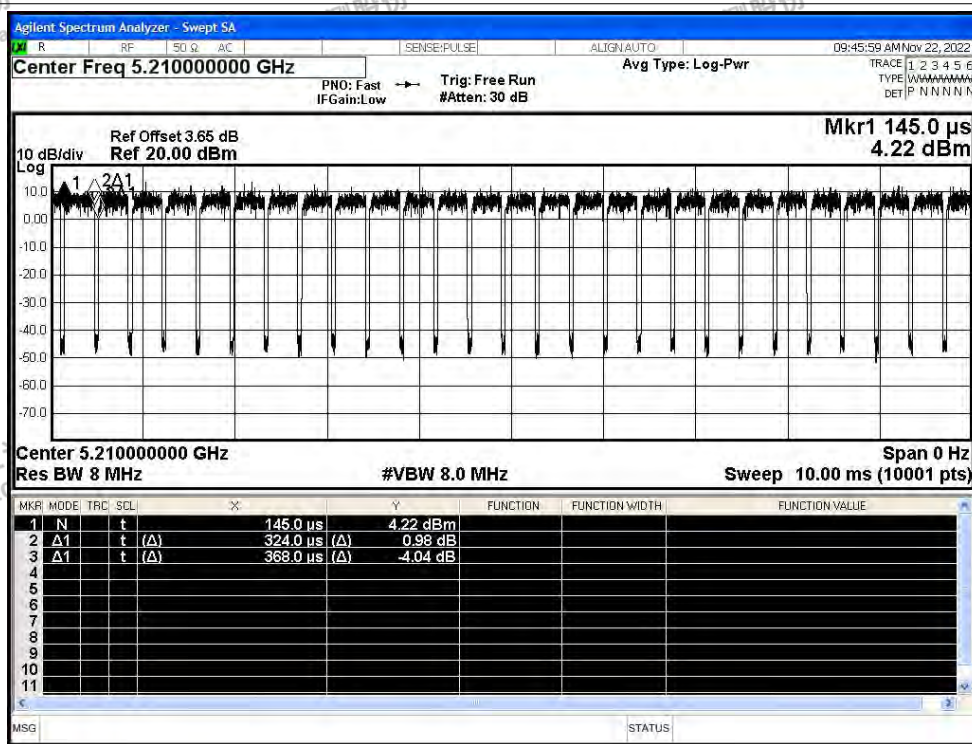 Agilent Spectrum Analyzer - Swept SA
R RF 50 Ω AC SENSE:PULSE ALIGN AUTO 09:45:59 AM Nov 22, 2022
Center Freq 5.210000000 GHz Avg Type: Log-Pwr TRACE 1 2 3 4 5 6
PNO: Fast Trig: Free Run TYPE
IFGain:Low #Atten: 30 dB DET P N N N N N
Mkr1 145.0 µs
Ref Offset 3.65 dB
10 dB/div Ref 20.00 dBm 4.22 dBm
Log
1 2Δ1
10.0
0.00
-10.0
-20.0
-30.0
-40.0
-50.0
-60.0
-70.0
Center 5.210000000 GHz Span 0 Hz
Res BW 8 MHz #VBW 8.0 MHz Sweep 10.00 ms (10001 pts)
MKR MODE TRC SCL X Y FUNCTION FUNCTION WIDTH FUNCTION VALUE
1 N t 145.0 µs 4.22 dBm
2 Δ1 t (Δ) 324.0 µs (Δ) 0.98 dB
3 Δ1 t (Δ) 368.0 µs (Δ) -4.04 dB
4
5
6
7
8
9
10
11
MSG STATUS